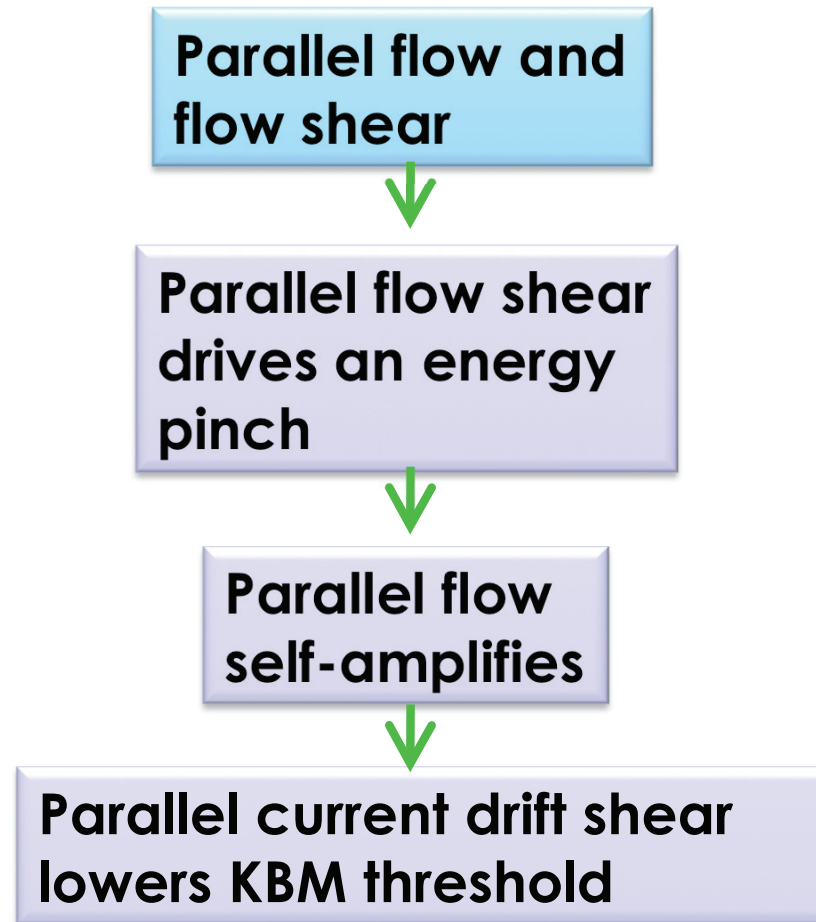 Parallel flow and
flow shear
Parallel flow shear
drives an energy
pinch
Parallel flow
self-amplifies
Parallel current drift shear
lowers KBM threshold